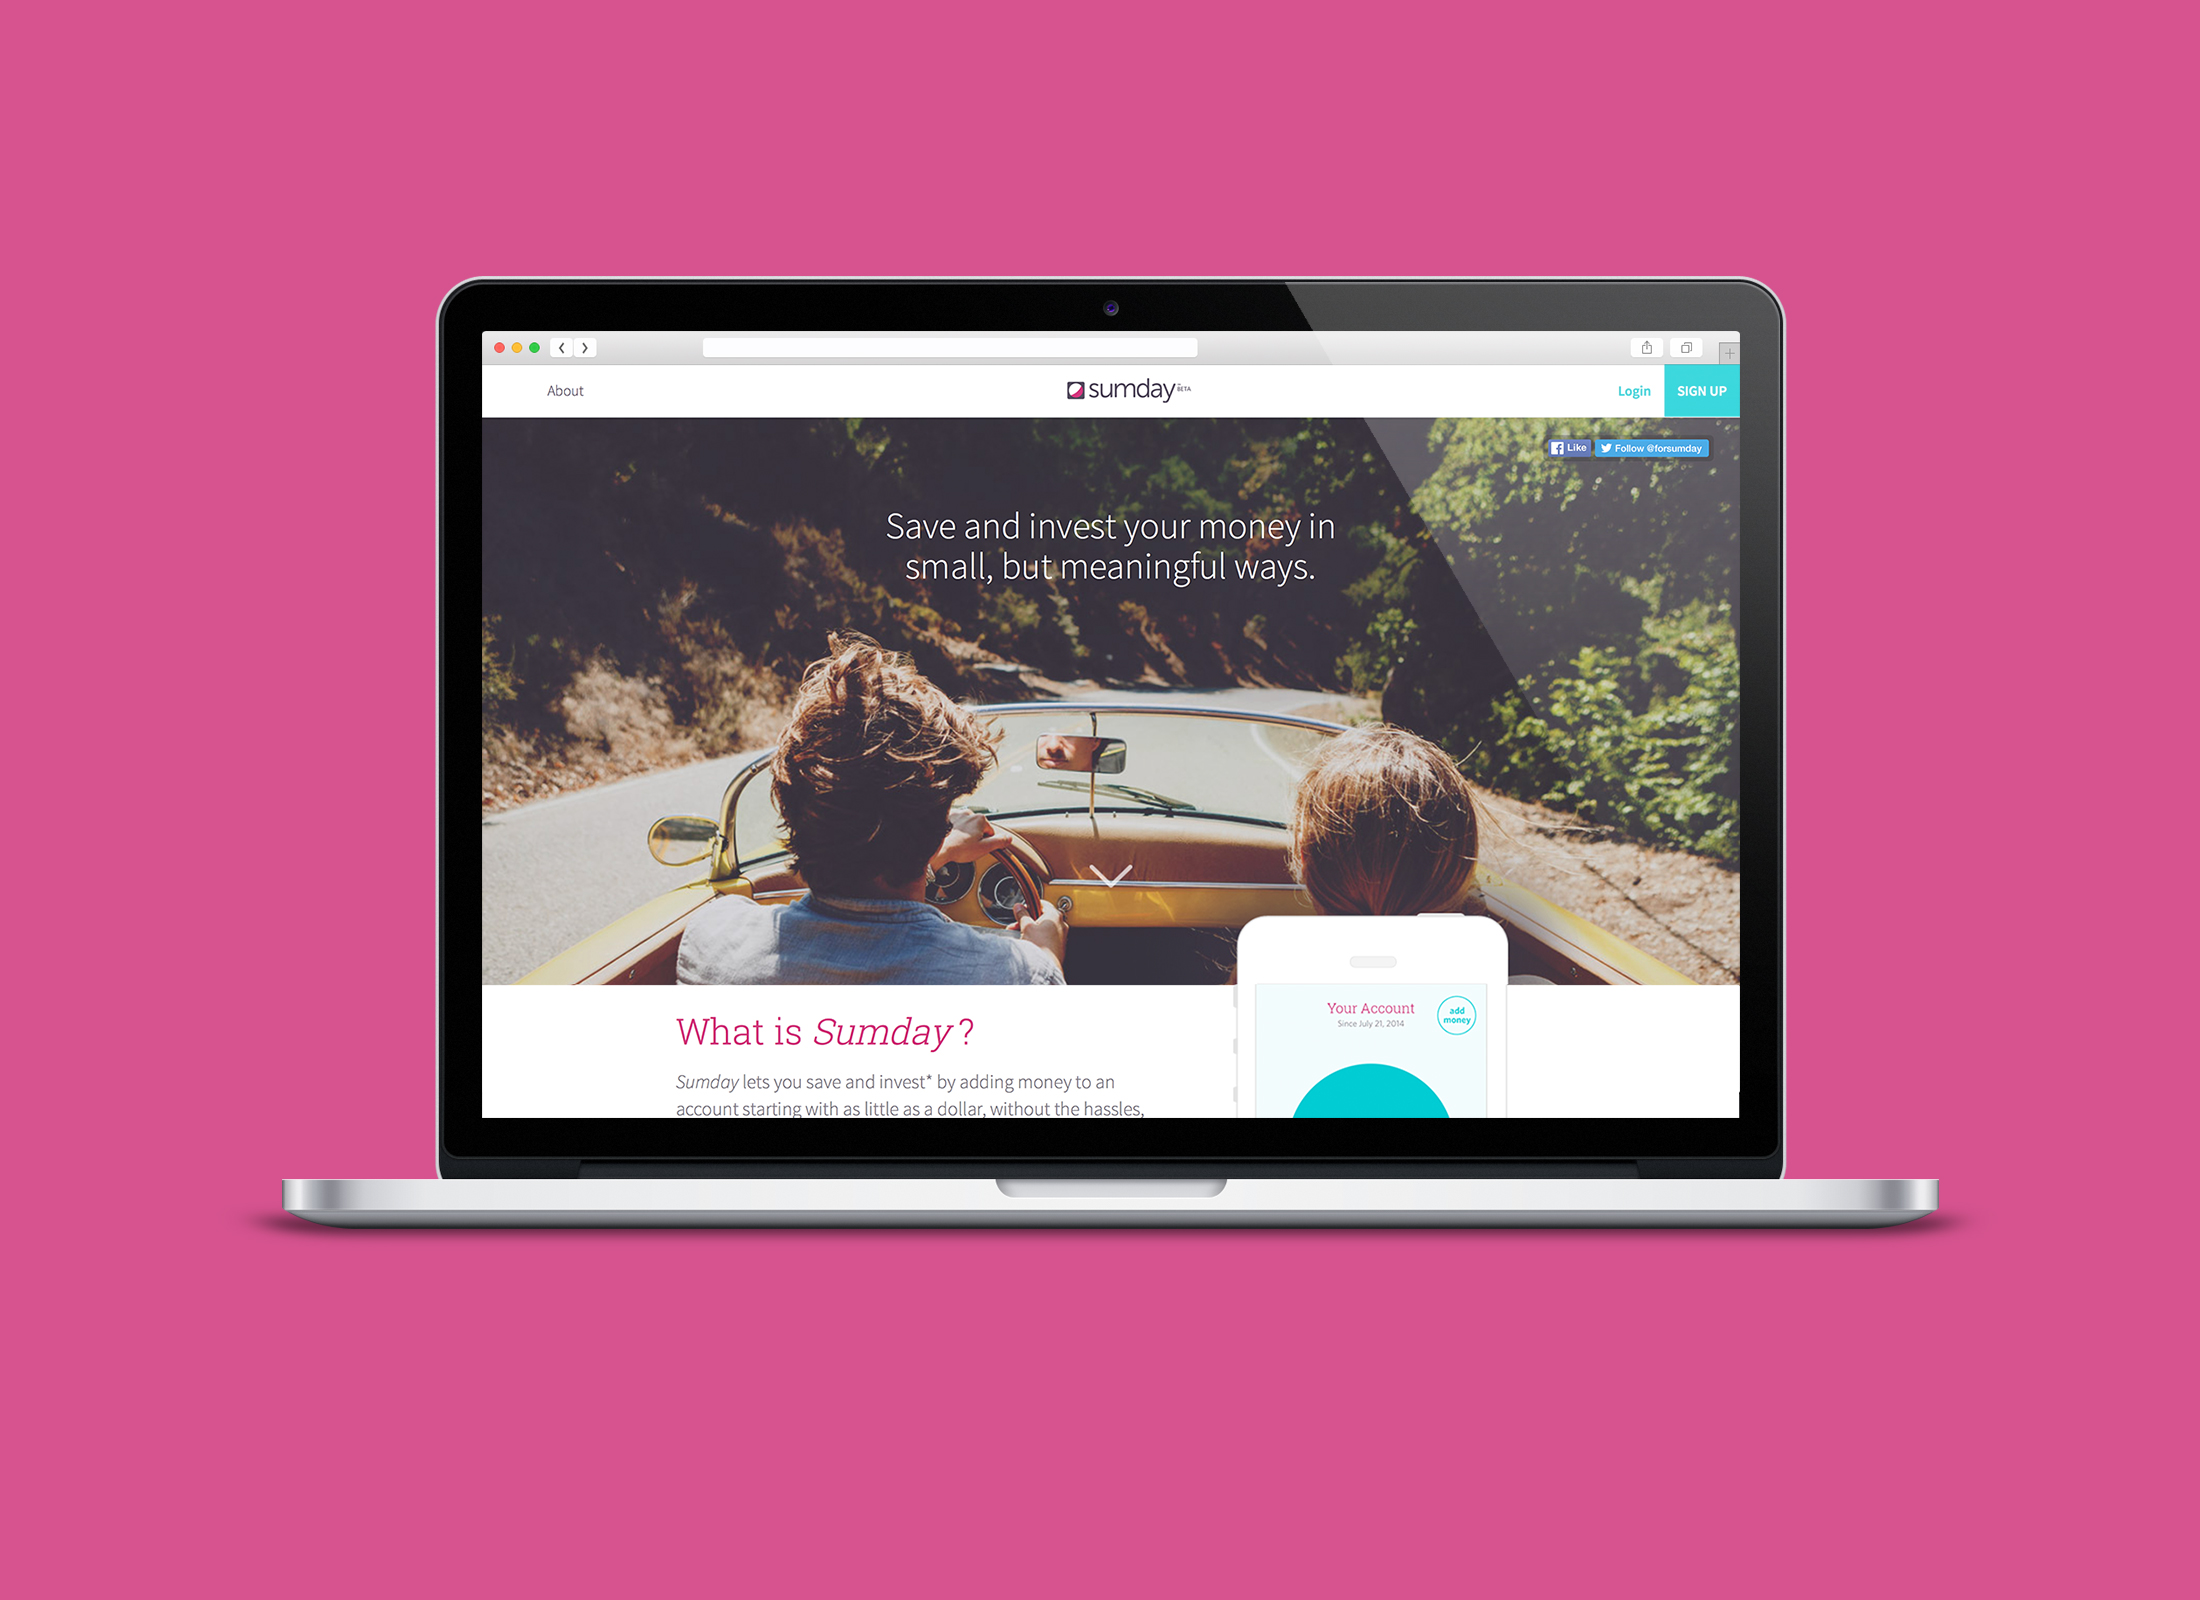 About
sumday
BETA
Login
SIGN UP
Like
Follow @forsumday
Save and invest your money in
small, but meaningful ways.
What is Sumday?
Sumday lets you save and invest* by adding money to an
account starting with as little as a dollar, without the hassles,
Your Account
Since July 21, 2014
add
money